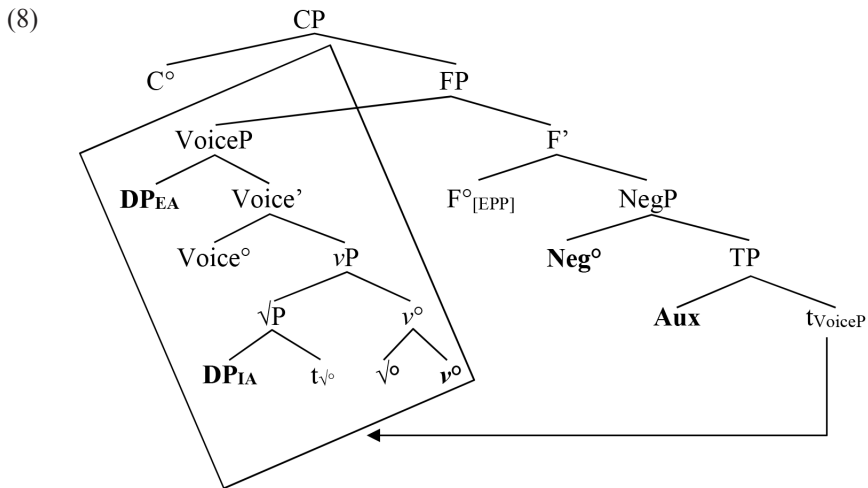 (8)
CP
C° FP
VoiceP F’
DPEA Voice’ F°[EPP] NegP
Voice° vP Neg° TP
√P v° Aux tVoiceP
DPIA t√° √° v°